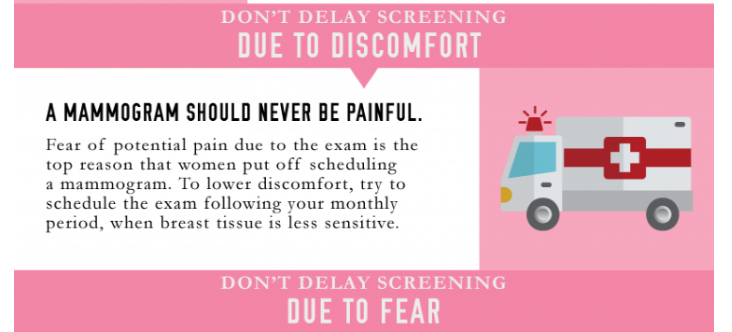 DON'T DELAY SCREENING
DUE TO DISCOMFORT
A MAMMOGRAM SHOULD NEVER BE PAINFUL.
Fear of potential pain due to the exam is the
top reason that women put off scheduling
a mammogram. To lower discomfort, try to
schedule the exam following your monthly
period, when breast tissue is less sensitive.
DON'T DELAY SCREENING
DUE TO FEAR